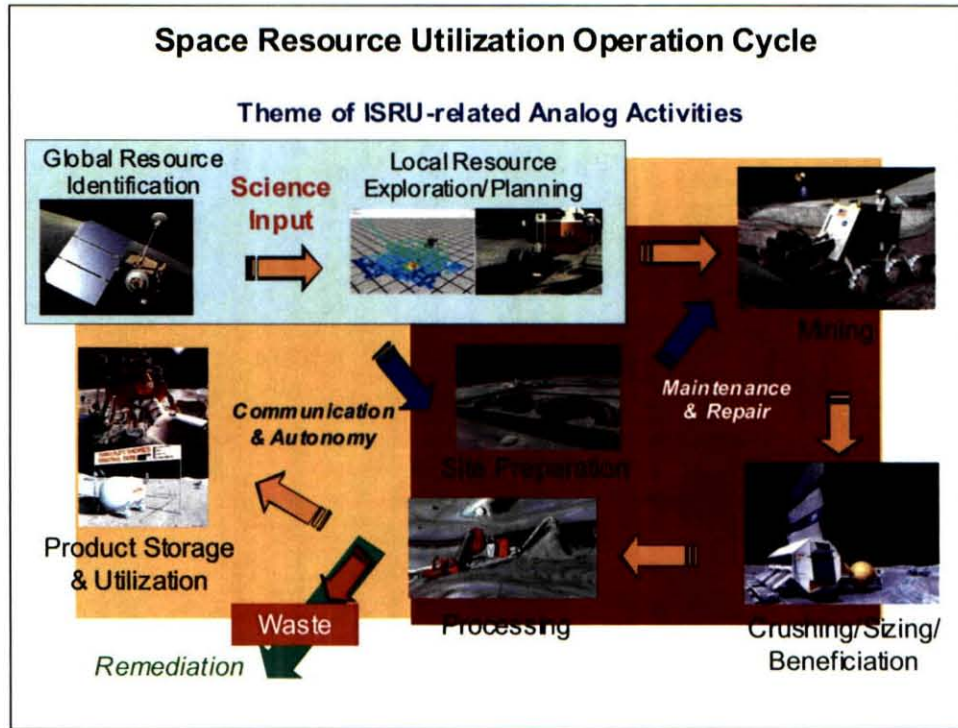 Space Resource Utilization Operation Cycle
Theme of ISRU-related Analog Activities
Global Resource
Identification
Science
Input
Local Resource
Exploration/Planning
Mining
Maintenance
& Repair
Communication
& Autonomy
Site Preparation
Product Storage
& Utilization
Processing
Crushing/Sizing/
Beneficiation
Waste
Remediation